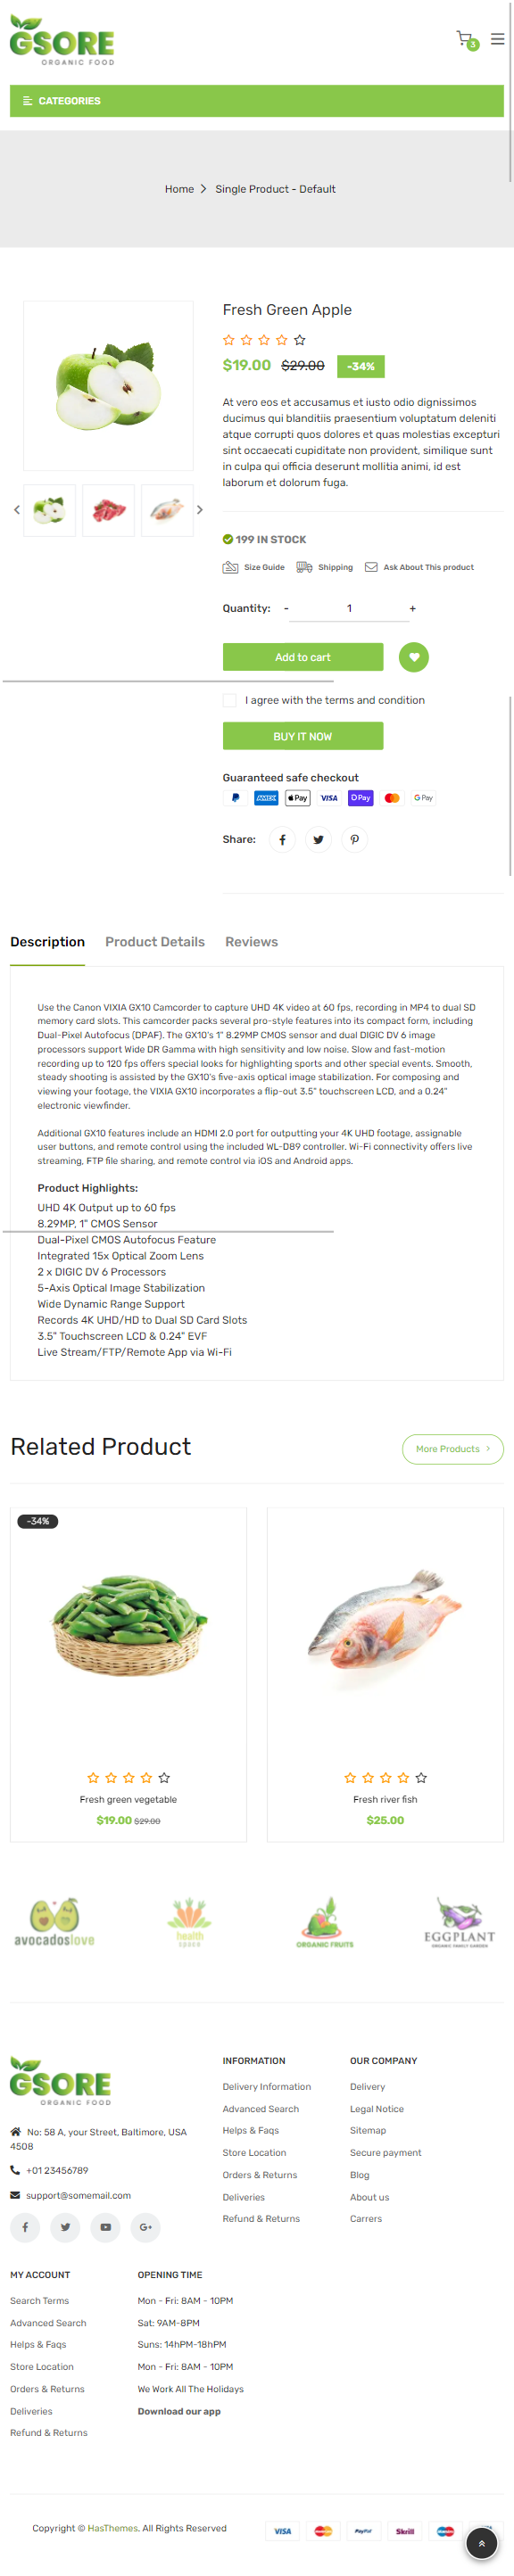 GSORE
ORGANIC FOOD
3
CATEGORIES
Home > Single Product - Default
Fresh Green Apple
$19.00 $29.00 -34%
At vero eos et accusamus et iusto odio dignissimos
ducimus qui blanditiis praesentium voluptatum deleniti
atque corrupti quos dolores et quas molestias excepturi
sint occaecati cupiditate non provident, similique sunt
in culpa qui officia deserunt mollitia animi, id est
laborum et dolorum fuga.
199 IN STOCK
Size Guide Shipping Ask About This product
Quantity: - 1 +
Add to cart
I agree with the terms and condition
BUY IT NOW
Guaranteed safe checkout
Pay VISA Pay G Pay
Share:
Description Product Details Reviews
Use the Canon VIXIA GX10 Camcorder to capture UHD 4K video at 60 fps, recording in MP4 to dual SD
memory card slots. This camcorder packs several pro-style features into its compact form, including
Dual-Pixel Autofocus (DPAF). The GX10's 1" 8.29MP CMOS sensor and dual DIGIC DV 6 image
processors support Wide DR Gamma with high sensitivity and low noise. Slow and fast-motion
recording up to 120 fps offers special looks for highlighting sports and other special events. Smooth,
steady shooting is assisted by the GX10's five-axis optical image stabilization. For composing and
viewing your footage, the VIXIA GX10 incorporates a flip-out 3.5" touchscreen LCD, and a 0.24"
electronic viewfinder.
Additional GX10 features include an HDMI 2.0 port for outputting your 4K UHD footage, assignable
user buttons, and remote control using the included WL-D89 controller. Wi-Fi connectivity offers live
streaming, FTP file sharing, and remote control via iOS and Android apps.
Product Highlights:
UHD 4K Output up to 60 fps
8.29MP, 1" CMOS Sensor
Dual-Pixel CMOS Autofocus Feature
Integrated 15x Optical Zoom Lens
2 x DIGIC DV 6 Processors
5-Axis Optical Image Stabilization
Wide Dynamic Range Support
Records 4K UHD/HD to Dual SD Card Slots
3.5" Touchscreen LCD & 0.24" EVF
Live Stream/FTP/Remote App via Wi-Fi
Related Product
More Products >
-34%
Fresh green vegetable
$19.00 $29.00
Fresh river fish
$25.00
avocadoslove
health
space
ORGANIC FRUITS
EGGPLANT
ORGANIC FAMILY GARDEN
GSORE
ORGANIC FOOD
No: 58 A, your Street, Baltimore, USA
4508
+01 23456789
support@somemail.com
G+
INFORMATION
Delivery Information
Advanced Search
Helps & Faqs
Store Location
Orders & Returns
Deliveries
Refund & Returns
OUR COMPANY
Delivery
Legal Notice
Sitemap
Secure payment
Blog
About us
Carrers
MY ACCOUNT
Search Terms
Advanced Search
Helps & Faqs
Store Location
Orders & Returns
Deliveries
Refund & Returns
OPENING TIME
Mon - Fri: 8AM - 10PM
Sat: 9AM-8PM
Suns: 14hPM-18hPM
Mon - Fri: 8AM - 10PM
We Work All The Holidays
Download our app
Copyright © HasThemes. All Rights Reserved
VISA PayPal Skrill